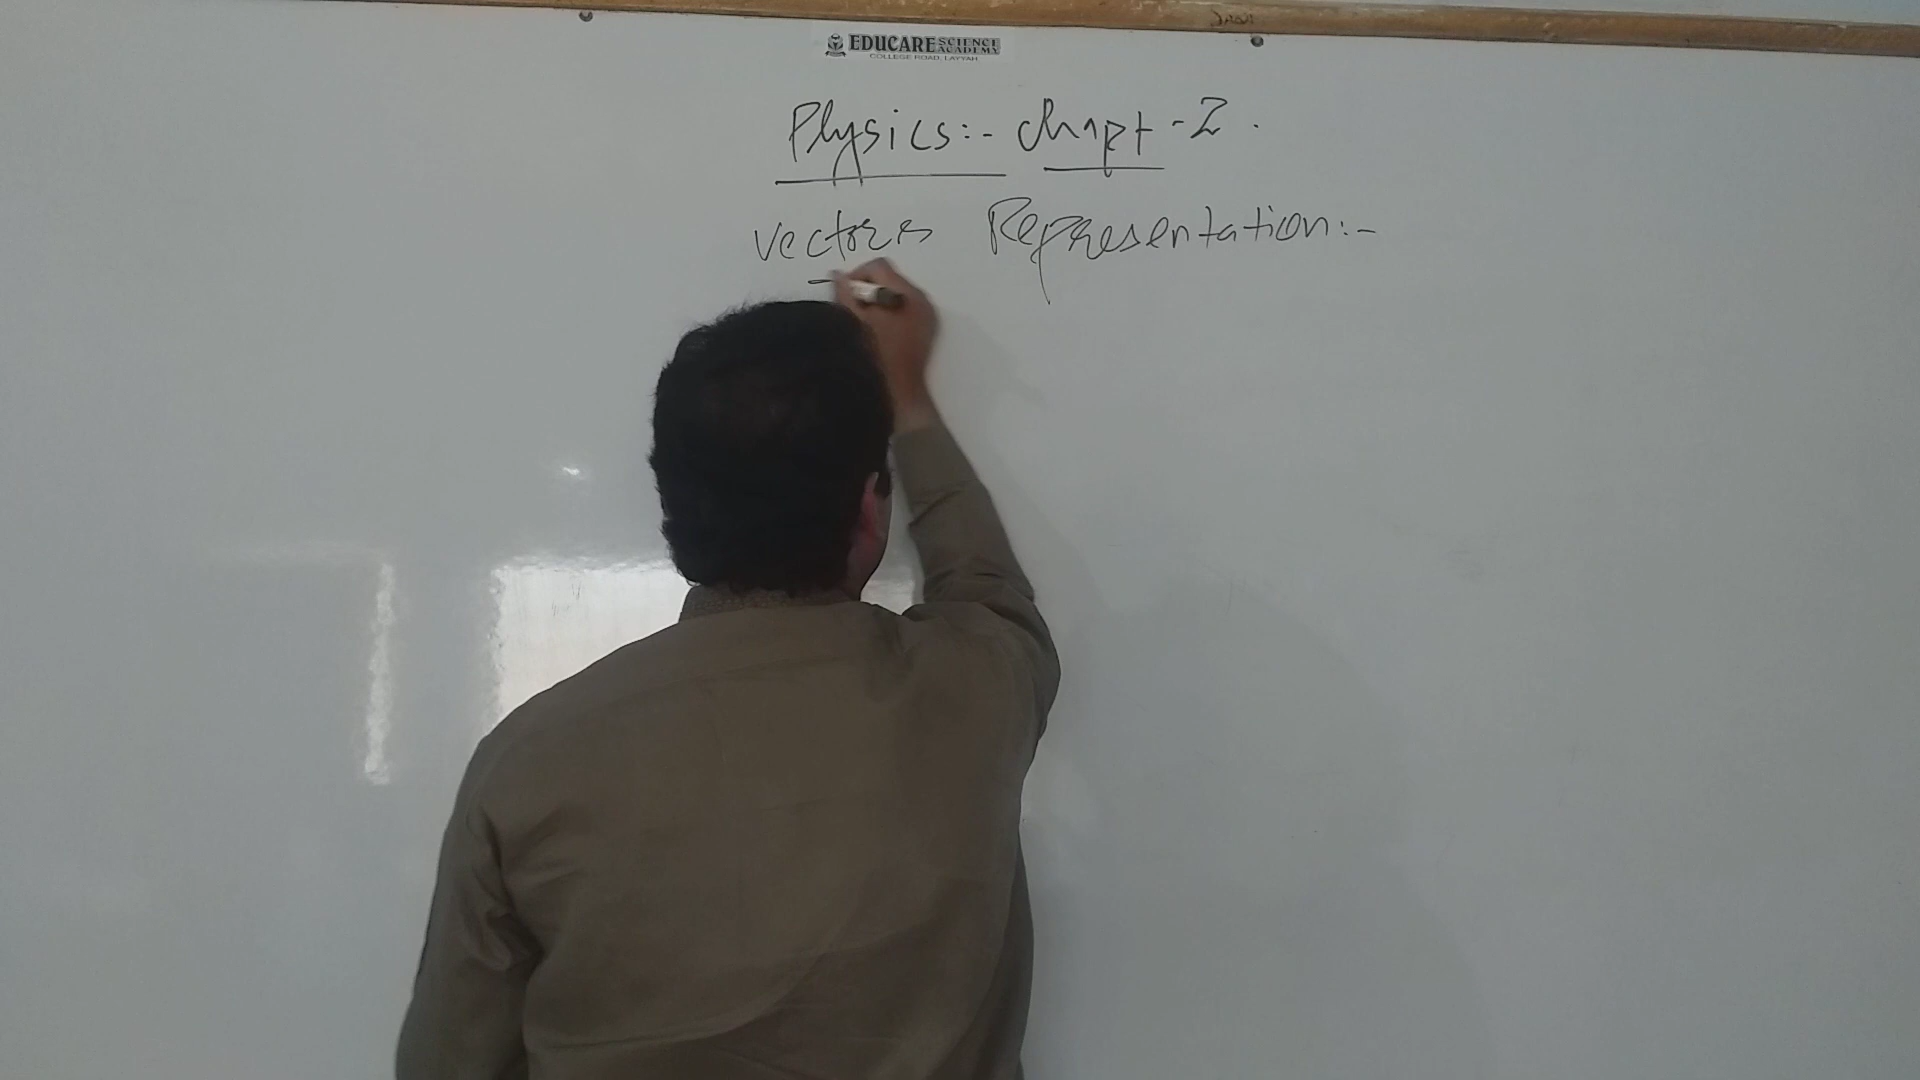 EDUCARE SCIENCE ACADEMY
COLLEGE ROAD, LAYYAH
Physics:- Chapt-2.
Vectors Representation:-